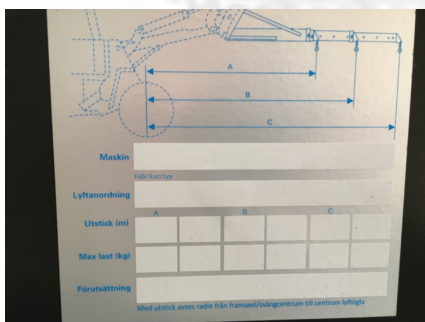 A
B
C
Maskin
Fabrikat/typ
Lyftanordning
A B C
Utstick (m)
Max last (kg)
Förutsättning
Med utstick avses radie från framaxel/svängcentrum till centrum lyftögla